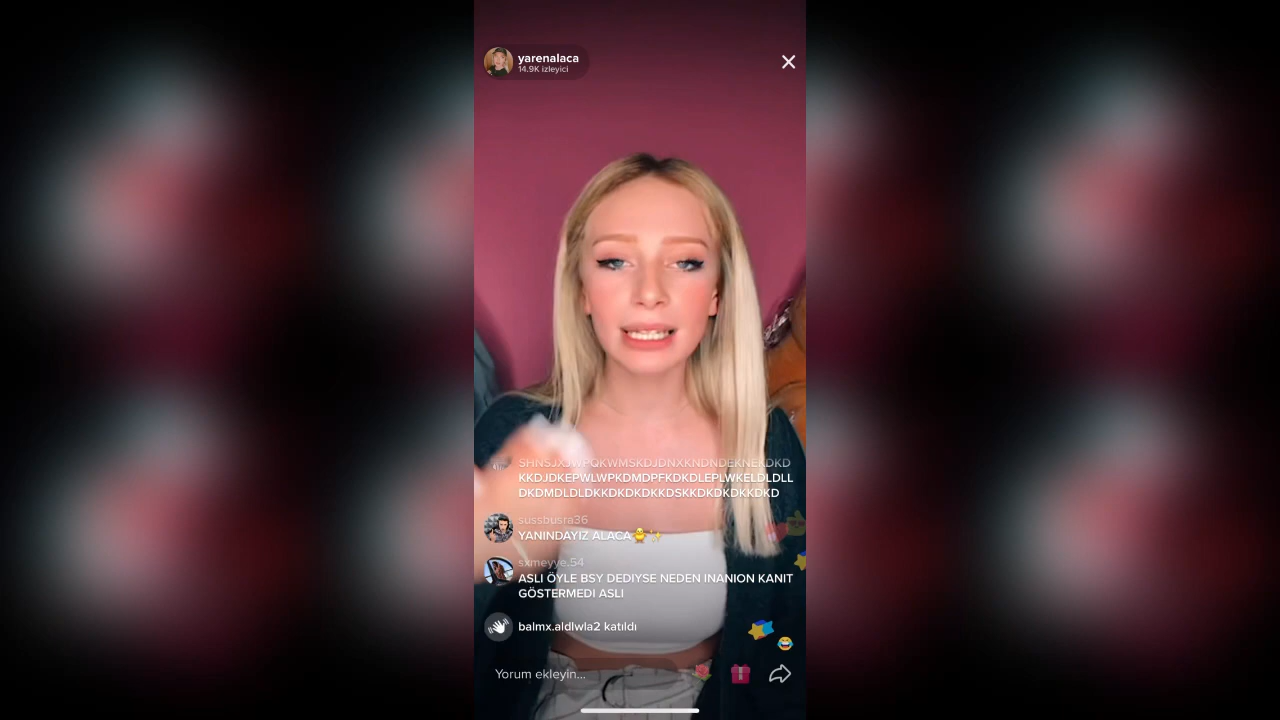 yarenalaca
14.9K izleyici
SHNSJXJWPQKWMSKDJDNXKNDNDEKNEKDKD
KKDJDKEPWLWPKDMDPFKDKDLEPLWKELDLDLL
DKDMDLDLDKKDKDKDKKDSKKDKDKDKKDKD
sussbusra36
YANINDAYIZ ALACA🐥✨
sxmeyye.54
ASLI ÖYLE BSY DEDIYSE NEDEN INANION KANIT
GÖSTERMEDI ASLI
balmx.aldlwla2 katıldı
Yorum ekleyin...